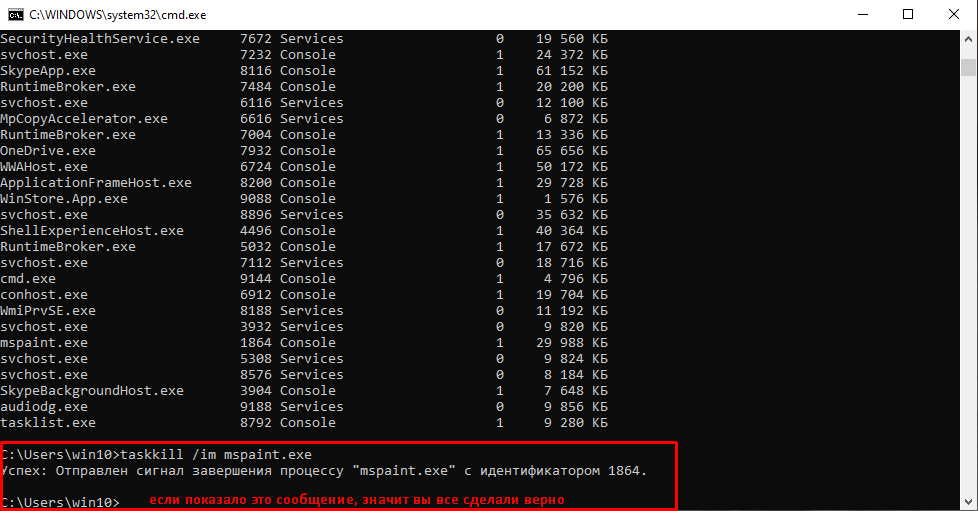 C:\WINDOWS\system32\cmd.exe
SecurityHealthService.exe 7672 Services 0 19 560 КБ
svchost.exe 7232 Console 1 24 372 КБ
SkypeApp.exe 8116 Console 1 61 152 КБ
RuntimeBroker.exe 7484 Console 1 20 200 КБ
svchost.exe 6116 Services 0 12 100 КБ
MpCopyAccelerator.exe 6616 Services 0 6 872 КБ
RuntimeBroker.exe 7004 Console 1 13 336 КБ
OneDrive.exe 7932 Console 1 65 656 КБ
WWAHost.exe 6724 Console 1 50 172 КБ
ApplicationFrameHost.exe 8200 Console 1 29 728 КБ
WinStore.App.exe 9088 Console 1 1 576 КБ
svchost.exe 8896 Services 0 35 632 КБ
ShellExperienceHost.exe 4496 Console 1 40 364 КБ
RuntimeBroker.exe 5032 Console 1 17 672 КБ
svchost.exe 7112 Services 0 18 716 КБ
cmd.exe 9144 Console 1 4 796 КБ
conhost.exe 6912 Console 1 19 704 КБ
WmiPrvSE.exe 8188 Services 0 11 192 КБ
svchost.exe 3932 Services 0 9 820 КБ
mspaint.exe 1864 Console 1 29 988 КБ
svchost.exe 5308 Services 0 9 824 КБ
svchost.exe 8576 Services 0 8 184 КБ
SkypeBackgroundHost.exe 3904 Console 1 7 648 КБ
audiodg.exe 9188 Services 0 9 856 КБ
tasklist.exe 8792 Console 1 9 280 КБ
C:\Users\win10>taskkill /im mspaint.exe
Успех: Отправлен сигнал завершения процессу "mspaint.exe" с идентификатором 1864.
C:\Users\win10> если показало это сообщение, значит вы все сделали верно